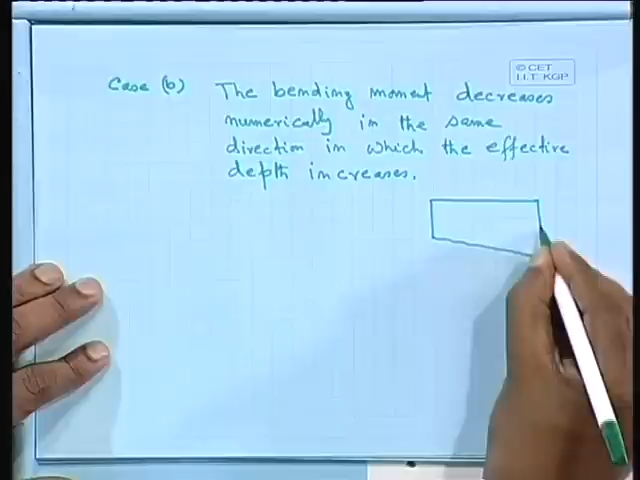 © CET
I.I.T. KGP
Case (b) The bending moment decreases
numerically in the same
direction in which the effective
depth increases.